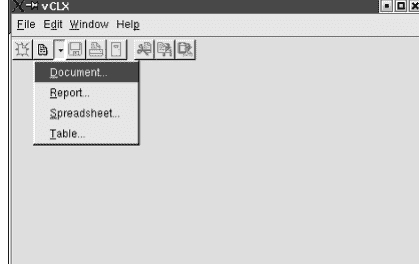 vCLX
File Edit Window Help
Document...
Report...
Spreadsheet...
Table...